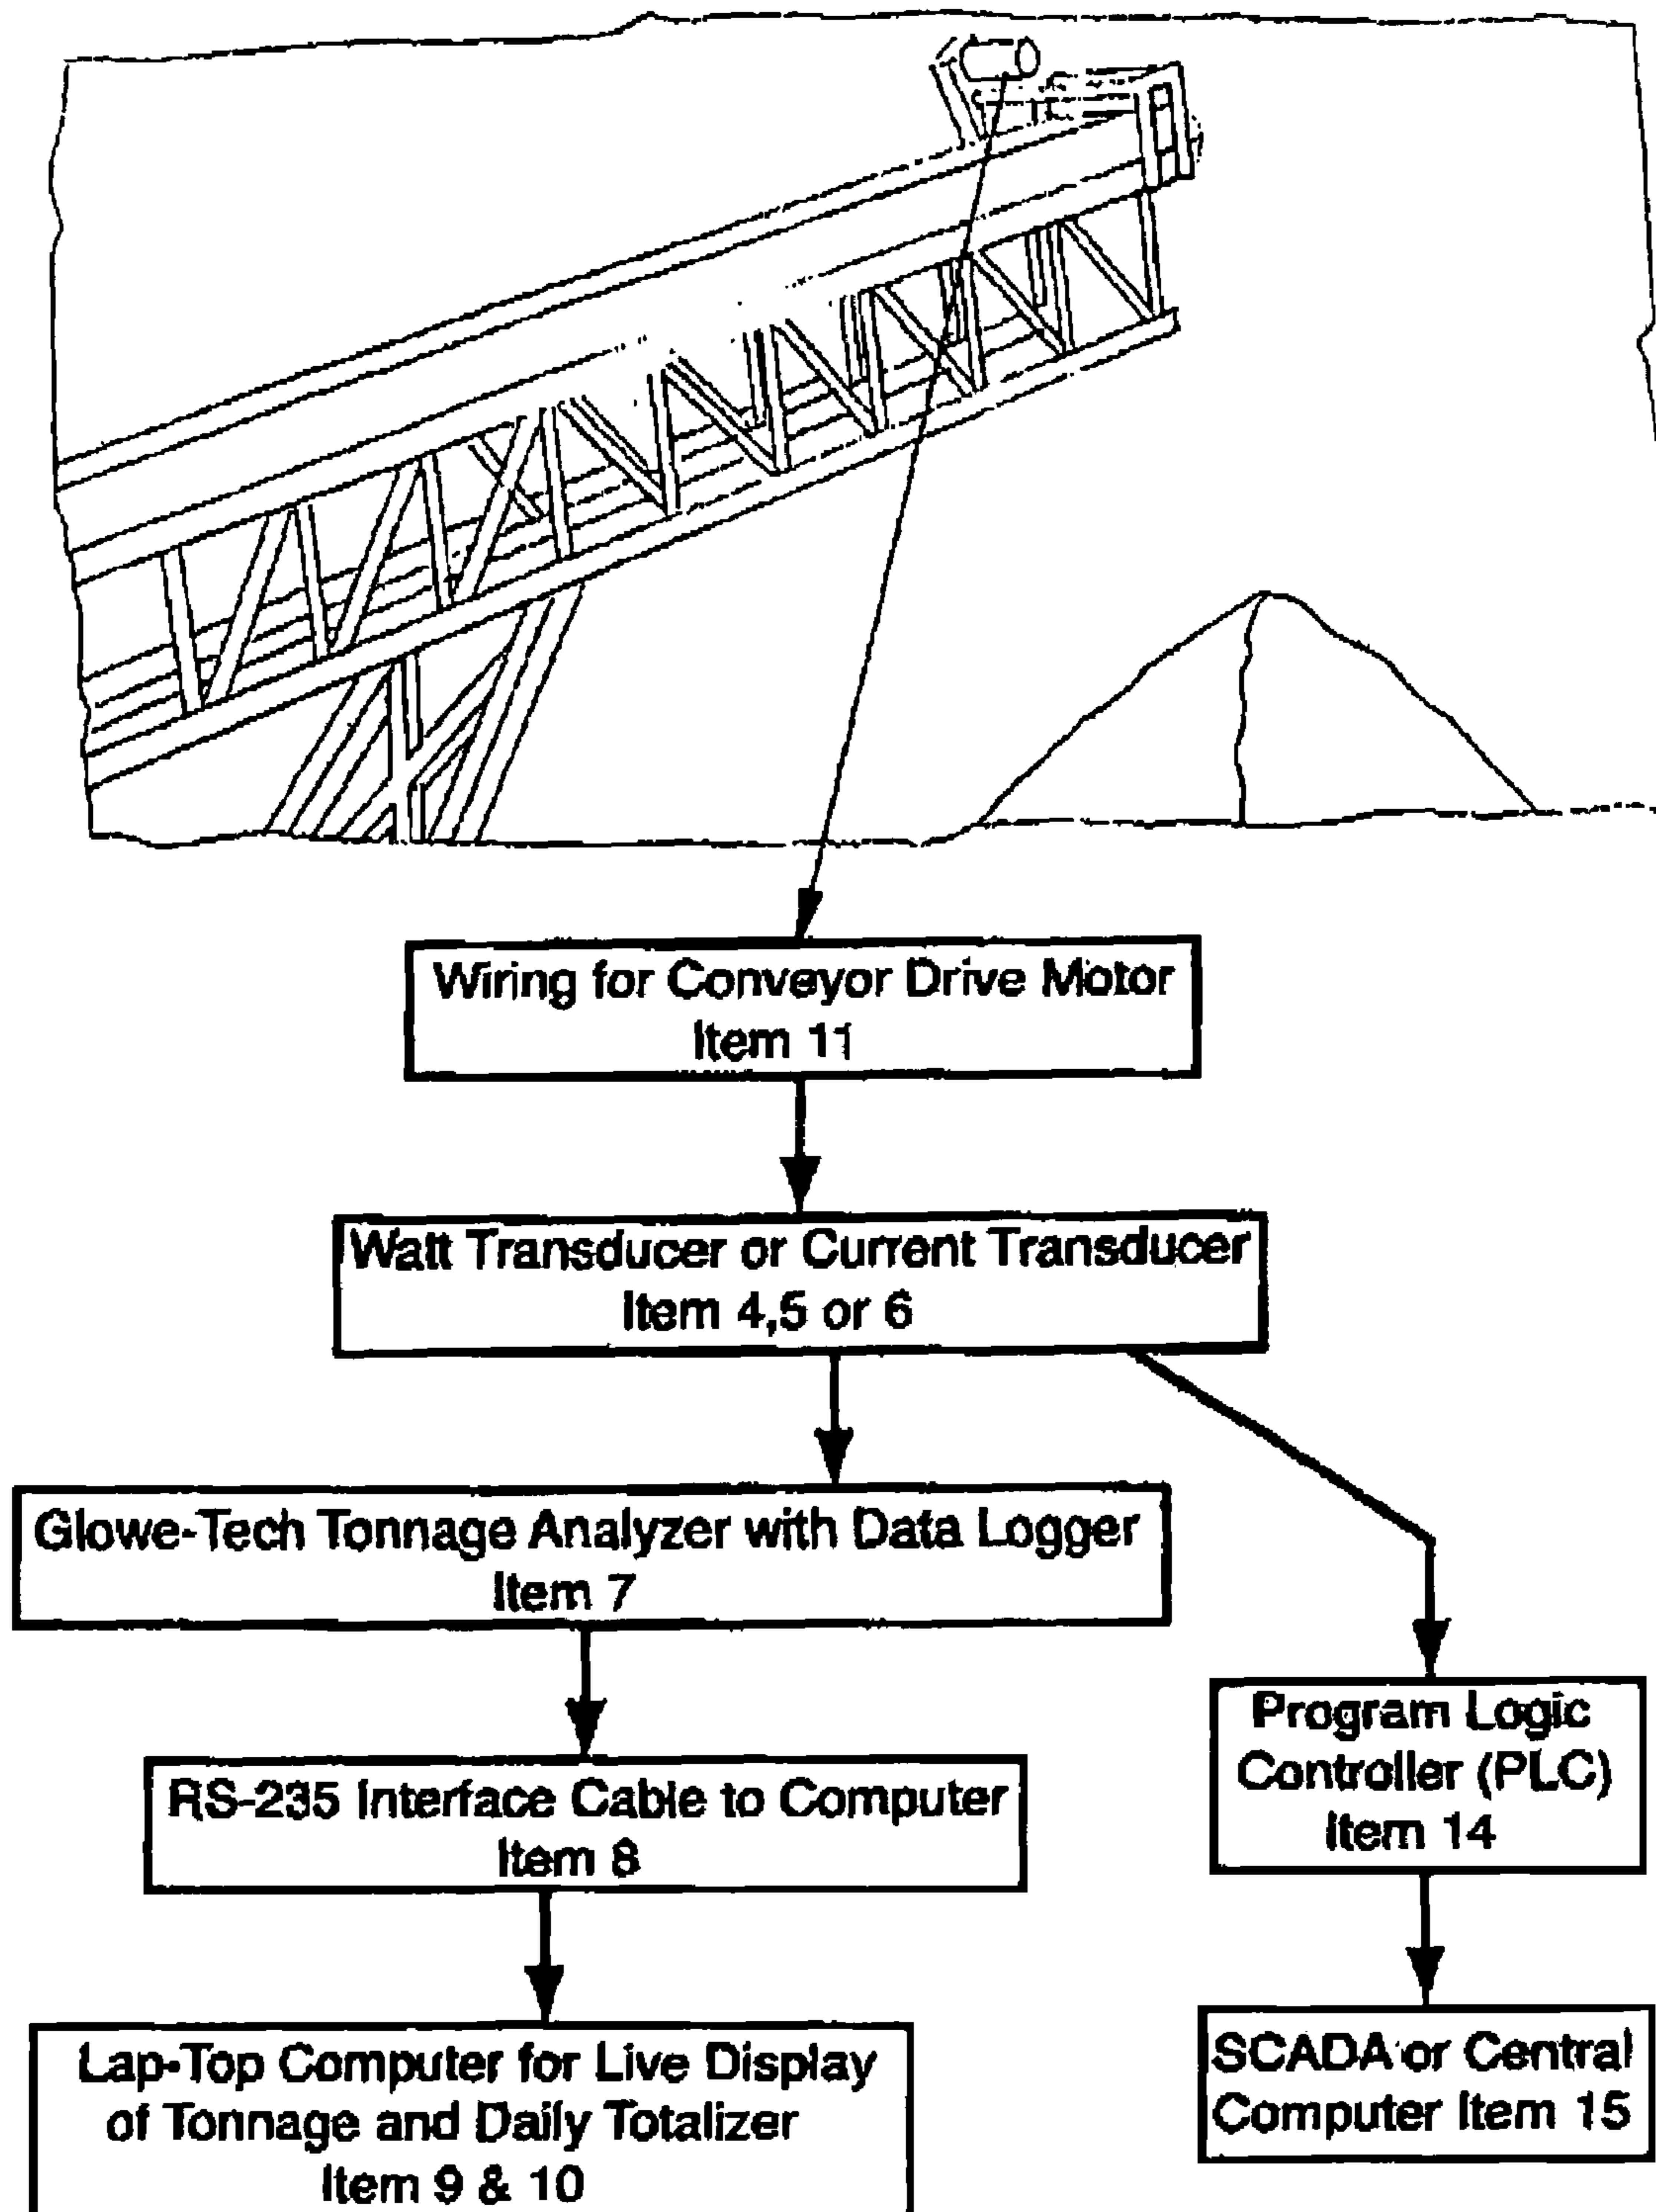 Wiring for Conveyor Drive Motor
Item 11
Watt Transducer or Current Transducer
Item 4,5 or 6
Glowe-Tech Tonnage Analyzer with Data Logger
Item 7
RS-235 Interface Cable to Computer
Item 8
Lap-Top Computer for Live Display
of Tonnage and Daily Totalizer
Item 9 & 10
Program Logic
Controller (PLC)
Item 14
SCADA or Central
Computer Item 15